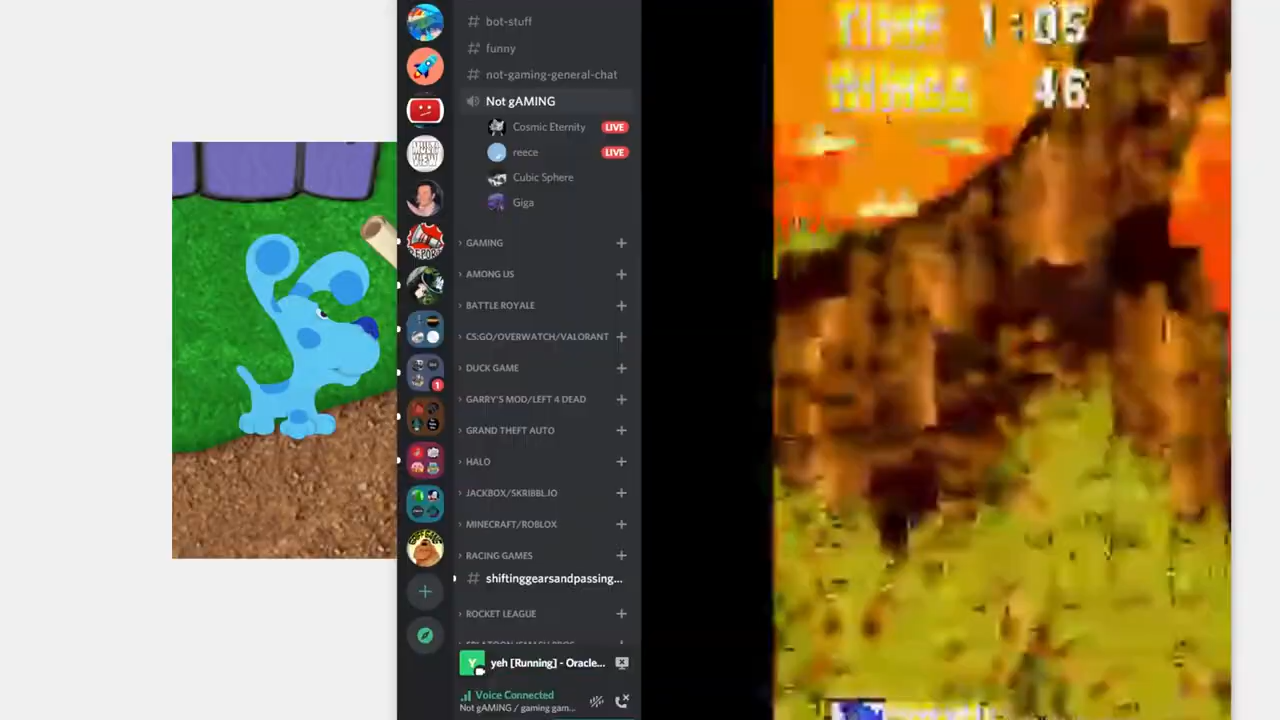 bot-stuff
funny
not-gaming-general-chat
Not gAMING
Cosmic Eternity LIVE
reece LIVE
Cubic Sphere
Giga
GAMING
AMONG US
BATTLE ROYALE
CS:GO/OVERWATCH/VALORANT
DUCK GAME
GARRY'S MOD/LEFT 4 DEAD
GRAND THEFT AUTO
HALO
1
JACKBOX/SKRIBBL.IO
MINECRAFT/ROBLOX
RACING GAMES
shiftinggearsandpassing...
ROCKET LEAGUE
Y yeh [Running] - Oracle...
Voice Connected
Not gAMING / gaming gam...
TIME 1:05
RINGS 46